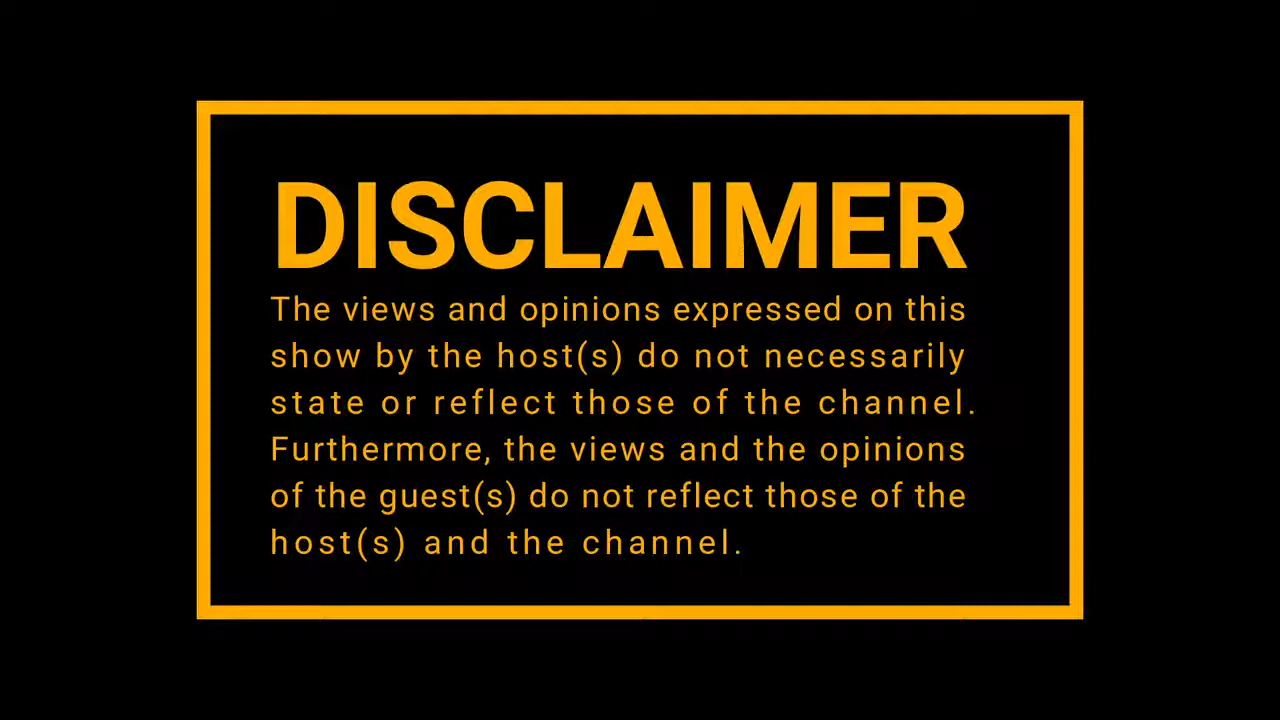 DISCLAIMER
The views and opinions expressed on this
show by the host(s) do not necessarily
state or reflect those of the channel.
Furthermore, the views and the opinions
of the guest(s) do not reflect those of the
host(s) and the channel.